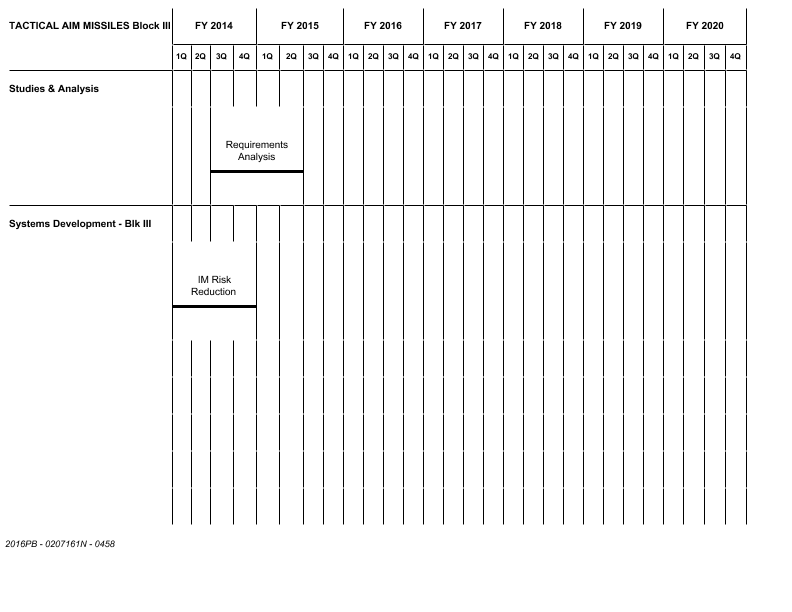 TACTICAL AIM MISSILES Block III FY 2014 FY 2015 FY 2016 FY 2017 FY 2018 FY 2019 FY 2020
1Q 2Q 3Q 4Q 1Q 2Q 3Q 4Q 1Q 2Q 3Q 4Q 1Q 2Q 3Q 4Q 1Q 2Q 3Q 4Q 1Q 2Q 3Q 4Q 1Q 2Q 3Q 4Q
Studies & Analysis
Requirements
Analysis
Systems Development - Blk III
IM Risk
Reduction
2016PB - 0207161N - 0458